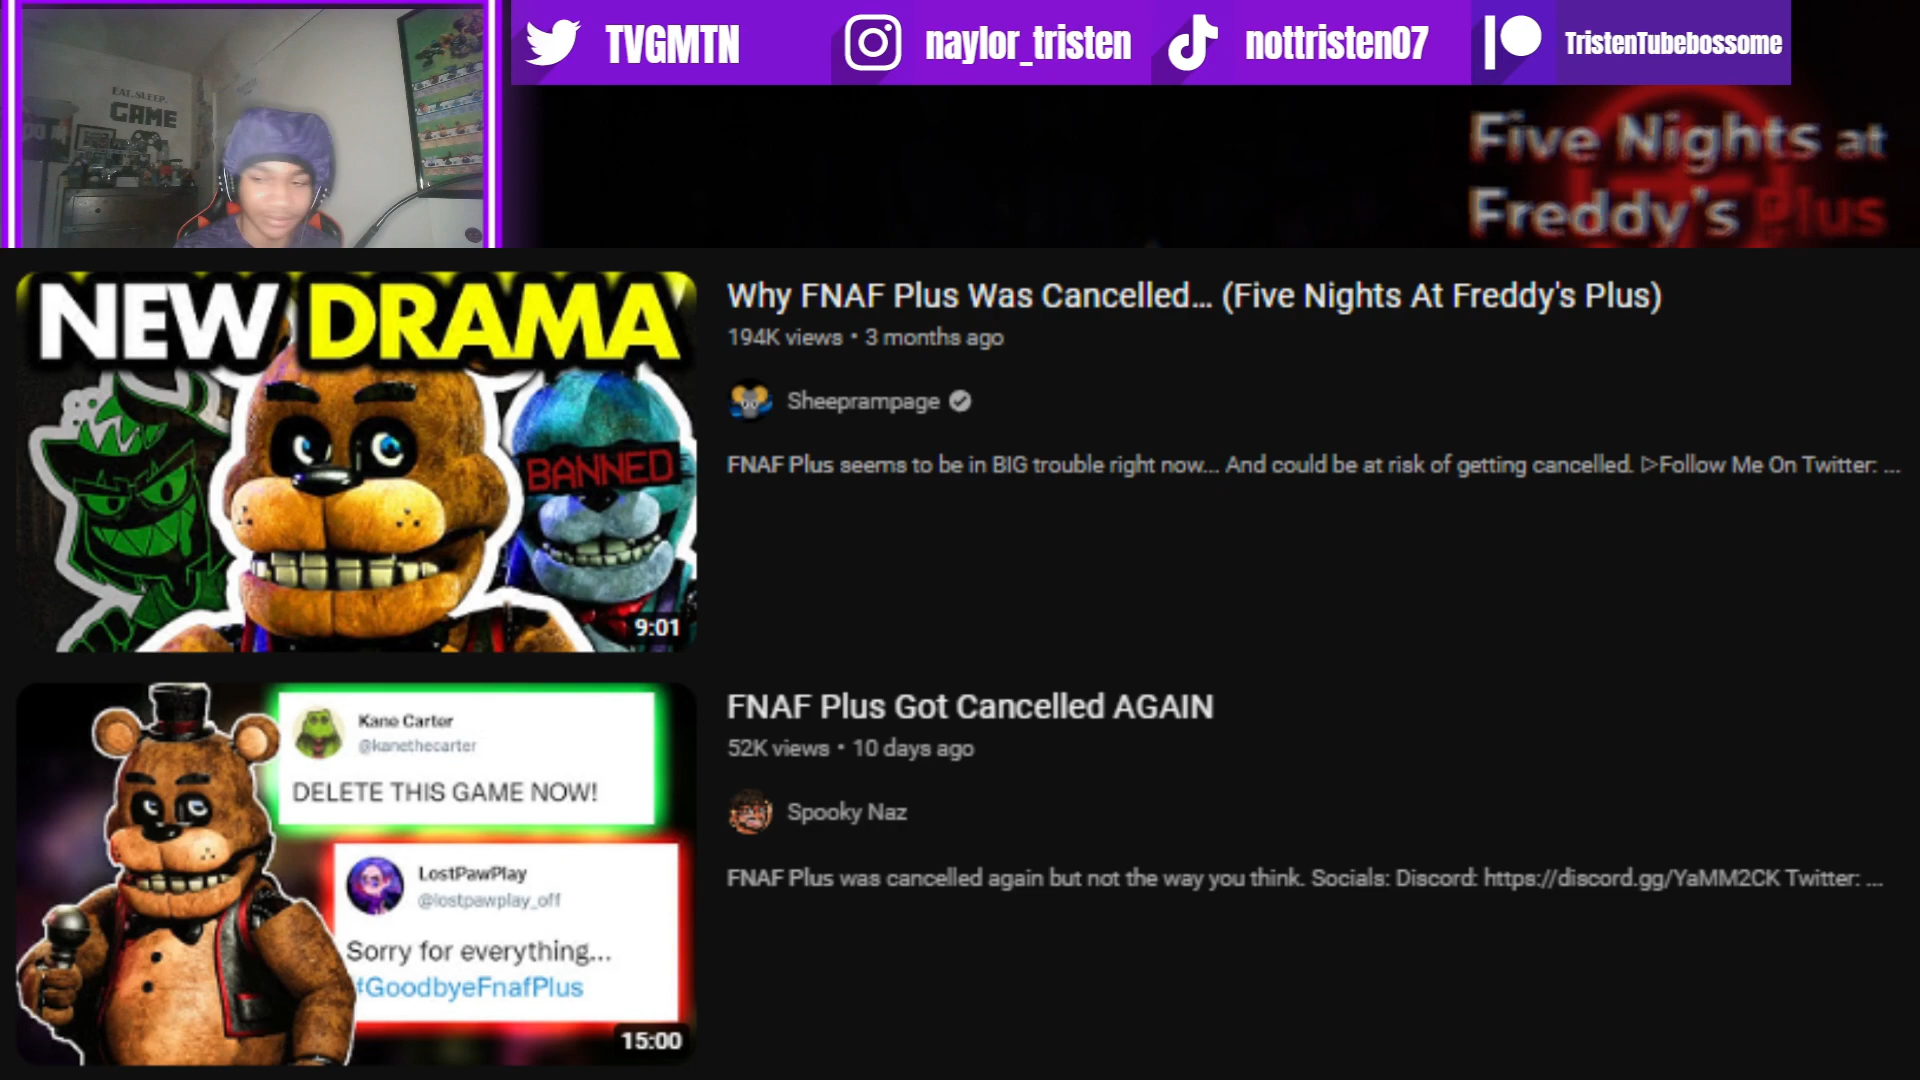 TVGMTN
naylor_tristen
nottristen07
TristenTubebossome
EAT.SLEEP.
GAME
Five Nights at
Freddy's Plus
NEW DRAMA
BANNED
9:01
Why FNAF Plus Was Cancelled... (Five Nights At Freddy's Plus)
194K views • 3 months ago
Sheeprampage
FNAF Plus seems to be in BIG trouble right now... And could be at risk of getting cancelled. ▷Follow Me On Twitter: ...
Kane Carter
@kanethecarter
DELETE THIS GAME NOW!
LostPawPlay
@lostpawplay_off
Sorry for everything...
#GoodbyeFnafPlus
15:00
FNAF Plus Got Cancelled AGAIN
52K views • 10 days ago
Spooky Naz
FNAF Plus was cancelled again but not the way you think. Socials: Discord: https://discord.gg/YaMM2CK Twitter: ...